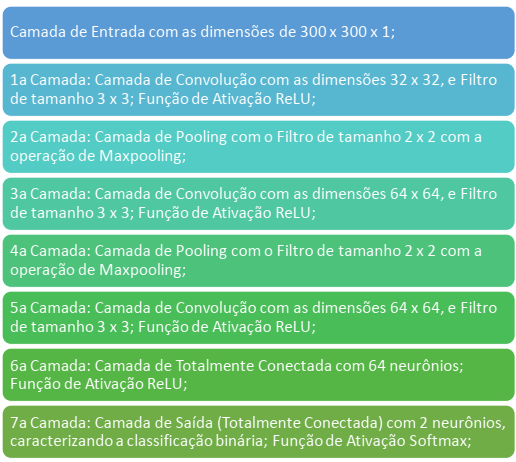 Camada de Entrada com as dimensões de 300 x 300 x 1;
1a Camada: Camada de Convolução com as dimensões 32 x 32, e Filtro
de tamanho 3 x 3; Função de Ativação ReLU;
2a Camada: Camada de Pooling com o Filtro de tamanho 2 x 2 com a
operação de Maxpooling;
3a Camada: Camada de Convolução com as dimensões 64 x 64, e Filtro
de tamanho 3 x 3; Função de Ativação ReLU;
4a Camada: Camada de Pooling com o Filtro de tamanho 2 x 2 com a
operação de Maxpooling;
5a Camada: Camada de Convolução com as dimensões 64 x 64, e Filtro
de tamanho 3 x 3; Função de Ativação ReLU;
6a Camada: Camada de Totalmente Conectada com 64 neurônios;
Função de Ativação ReLU;
7a Camada: Camada de Saída (Totalmente Conectada) com 2 neurônios,
caracterizando a classificação binária; Função de Ativação Softmax;